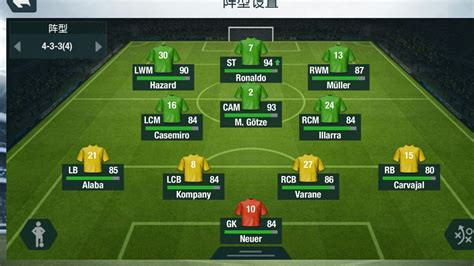 阵型设置
阵型
4-3-3(4)
30
LWM 90
Hazard
7
ST 94
Ronaldo
13
RWM 87
Müller
16
LCM 84
Casemiro
2
CAM 93
M. Götze
24
RCM 84
Illarra
21
LB 85
Alaba
8
LCB 84
Kompany
27
RCB 86
Varane
15
RB 80
Carvajal
10
GK 84
Neuer